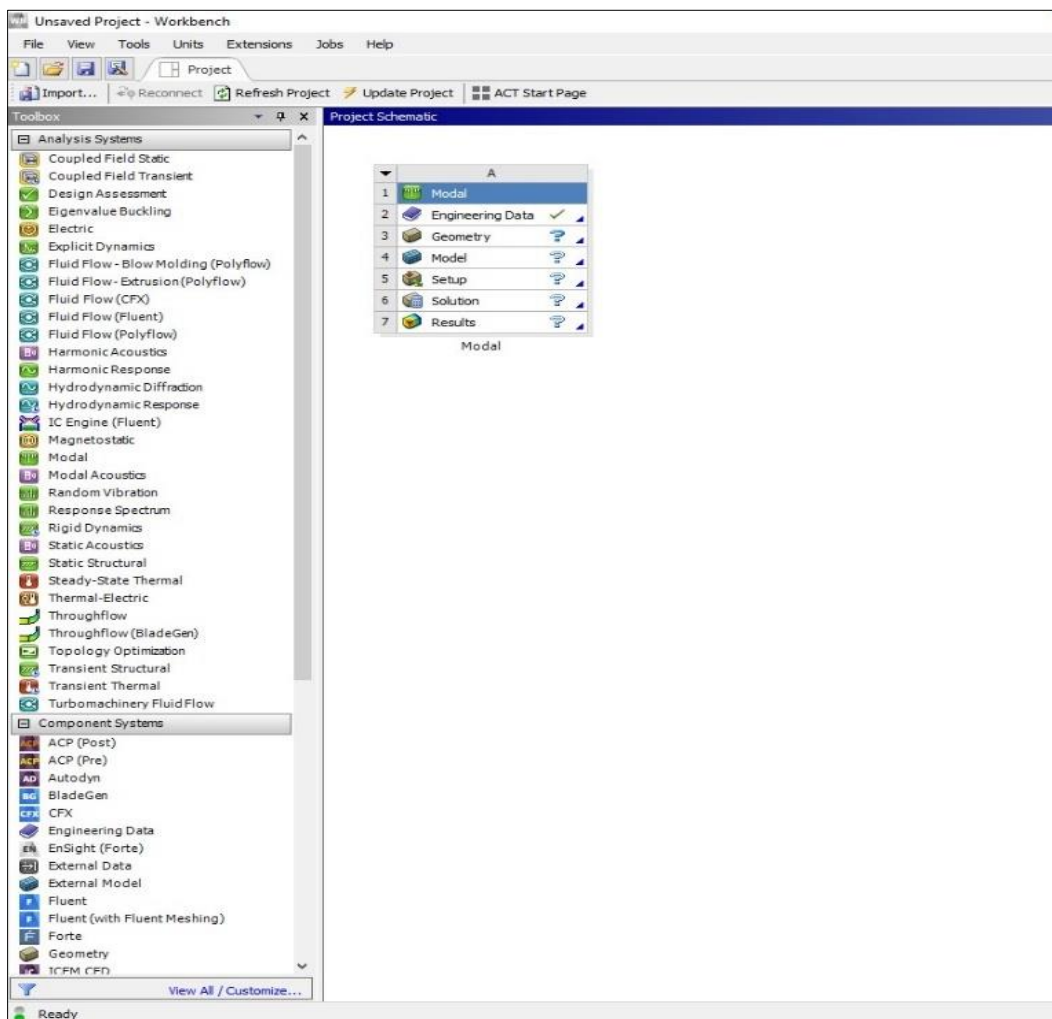 Unsaved Project - Workbench
File View Tools Units Extensions Jobs Help
Project
Import... Reconnect Refresh Project Update Project ACT Start Page
Toolbox
Project Schematic
Analysis Systems
Coupled Field Static
Coupled Field Transient
Design Assessment
Eigenvalue Buckling
Electric
Explicit Dynamics
Fluid Flow - Blow Molding (Polyflow)
Fluid Flow - Extrusion (Polyflow)
Fluid Flow (CFX)
Fluid Flow (Fluent)
Fluid Flow (Polyflow)
Harmonic Acoustics
Harmonic Response
Hydrodynamic Diffraction
Hydrodynamic Response
IC Engine (Fluent)
Magnetostatic
Modal
Modal Acoustics
Random Vibration
Response Spectrum
Rigid Dynamics
Static Acoustics
Static Structural
Steady-State Thermal
Thermal-Electric
Throughflow
Throughflow (BladeGen)
Topology Optimization
Transient Structural
Transient Thermal
Turbomachinery Fluid Flow
Component Systems
ACP (Post)
ACP (Pre)
AD Autodyn
BG BladeGen
CFX CFX
Engineering Data
EN EnSight (Forte)
External Data
External Model
Fluent
Fluent (with Fluent Meshing)
Forte
Geometry
ICEM CFD
View All / Customize...
Ready
A
1 Modal
2 Engineering Data
3 Geometry ?
4 Model ?
5 Setup ?
6 Solution ?
7 Results ?
Modal